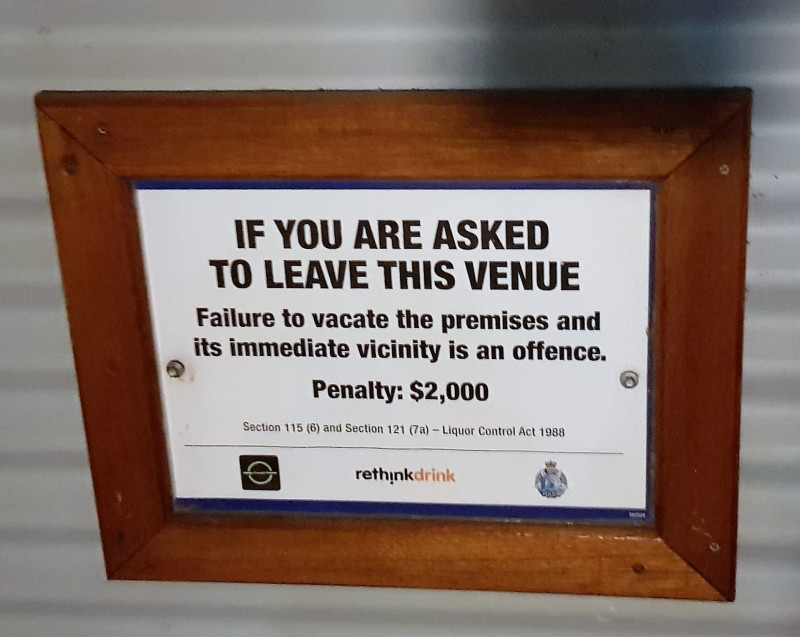 IF YOU ARE ASKED
TO LEAVE THIS VENUE
Failure to vacate the premises and
its immediate vicinity is an offence.
Penalty: $2,000
Section 115 (6) and Section 121 (7a) – Liquor Control Act 1988
rethinkdrink